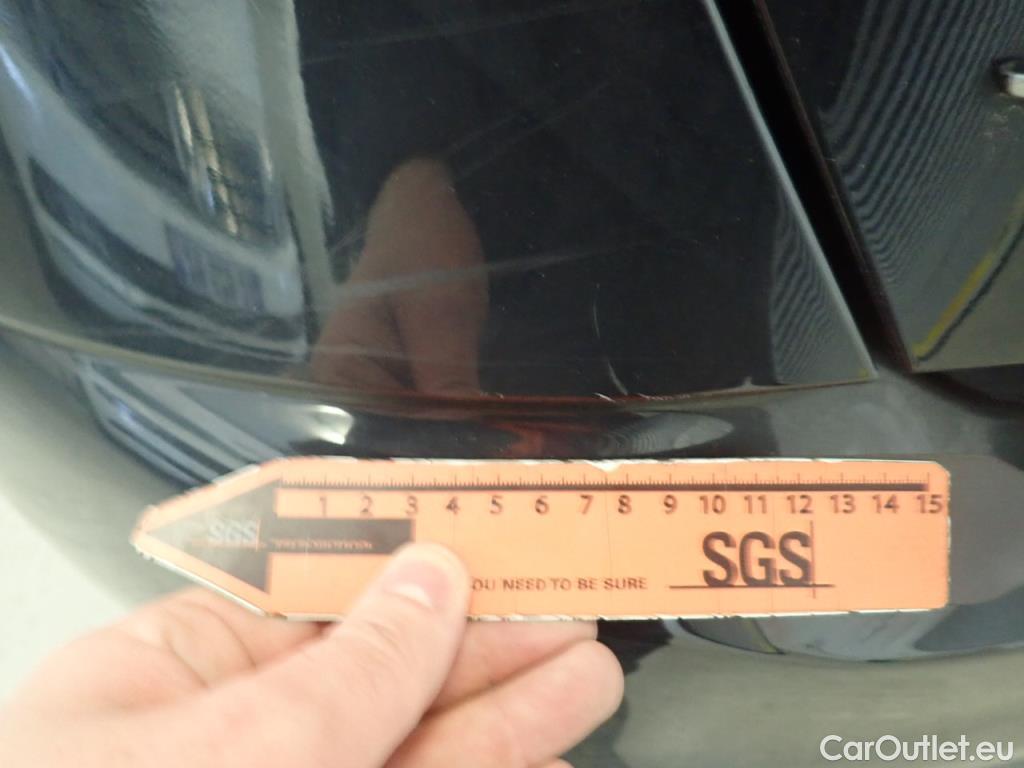 1 2 3 4 5 6 7 8 9 10 11 12 13 14 15
SGS
SGS
OU NEED TO BE SURE
CarOutlet.eu